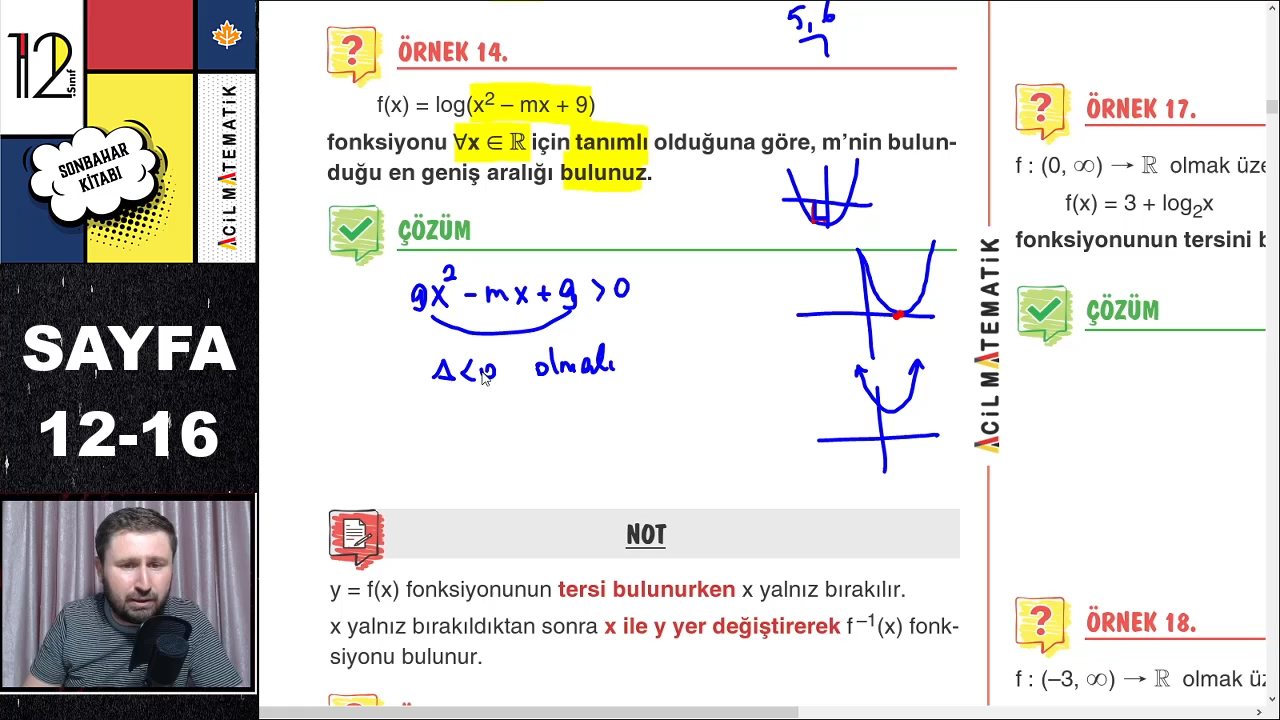 12
.Sınıf
SONBAHAR
KİTABI
ACİL MATEMATİK
SAYFA
12-16
5, 6
7
ÖRNEK 14.
f(x) = log(x² – mx + 9)
fonksiyonu ∀x ∈ ℝ için tanımlı olduğuna göre, m’nin bulun-
duğu en geniş aralığı bulunuz.
ÇÖZÜM
9x² - mx + 9 > 0
Δ < 0 olmalı
NOT
y = f(x) fonksiyonunun tersi bulunurken x yalnız bırakılır.
x yalnız bırakıldıktan sonra x ile y yer değiştirerek f⁻¹(x) fonk-
siyonu bulunur.
ACİL MATEMATİK
ÖRNEK 17.
f : (0, ∞) → ℝ olmak üze
f(x) = 3 + log₂x
fonksiyonunun tersini b
ÇÖZÜM
ÖRNEK 18.
f : (–3, ∞) → ℝ olmak üz